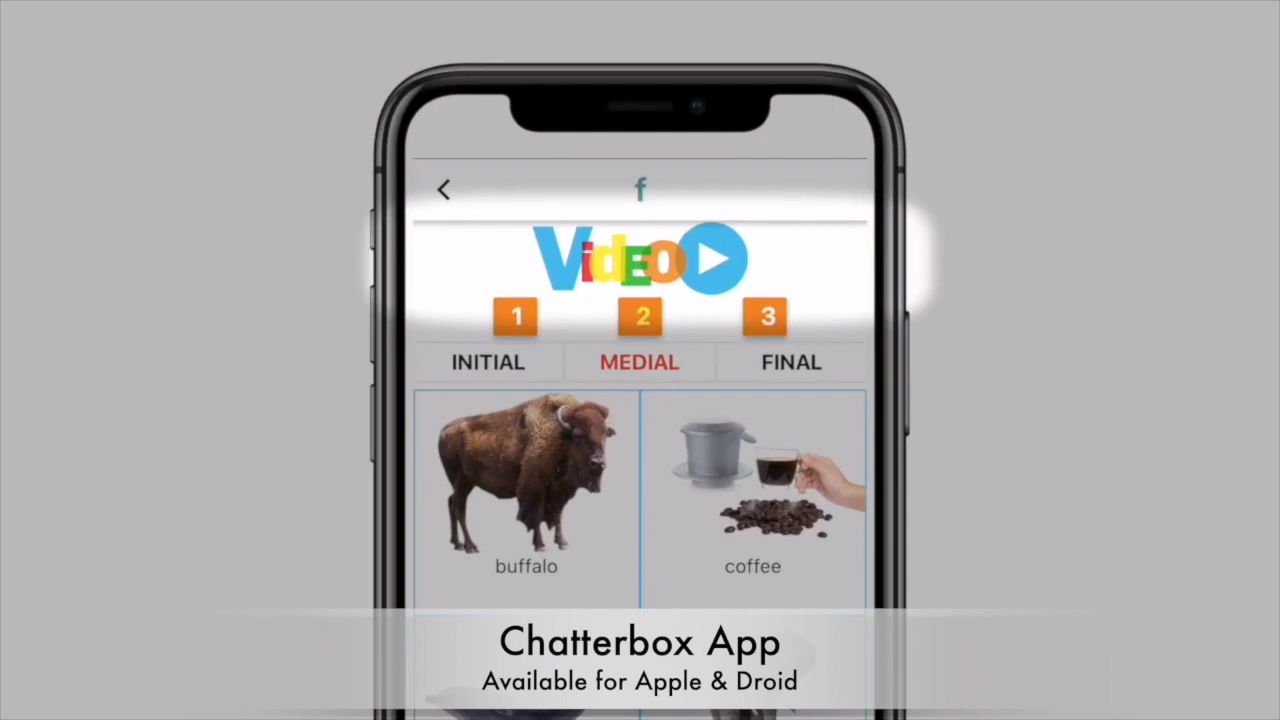 f
ViDEO
1 2 3
INITIAL MEDIAL FINAL
buffalo coffee
Chatterbox App
Available for Apple & Droid